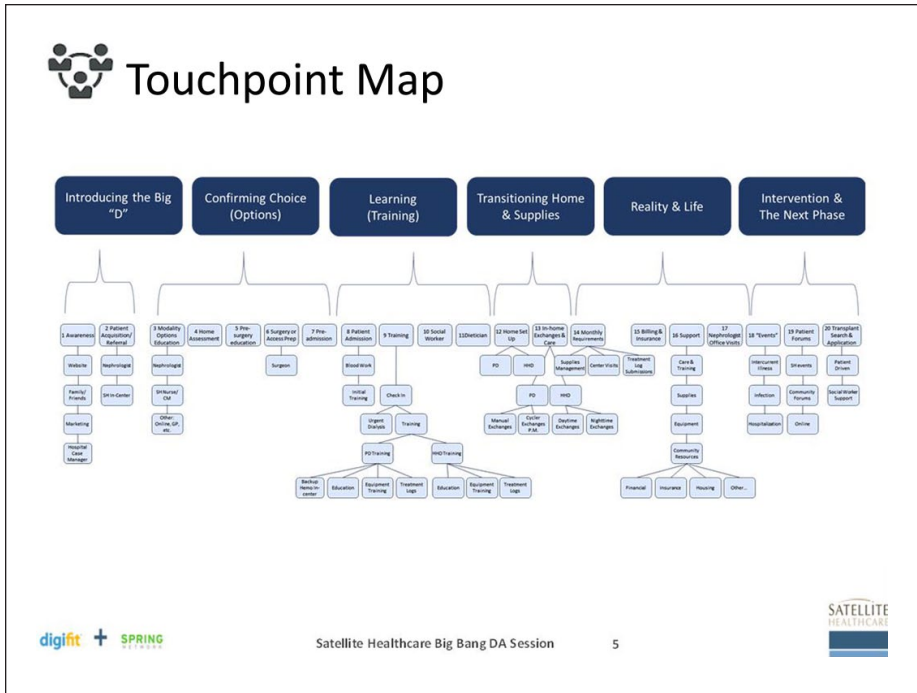 Touchpoint Map
Introducing the Big
"D"
Confirming Choice
(Options)
Learning
(Training)
Transitioning Home
& Supplies
Reality & Life
Intervention &
The Next Phase
1 Awareness
2 Patient
Acquisition/
Referral
3 Modality
Options
Education
4 Home
Assessment
5 Pre-
surgery
education
6 Surgery or
Access Prep
7 Pre-
admission
8 Patient
Admission
9 Training
10 Social
Worker
11Dietician
12 Home Set
Up
13 In-home
Exchanges &
Care
14 Monthly
Requirements
15 Billing &
Insurance
16 Support
17
Nephrologist
Office Visits
18 "Events"
19 Patient
Forums
20 Transplant
Search &
Application
Website
Nephrologist
Nephrologist
Surgeon
Blood Work
PD
HHD
Supplies
Management
Center Visits
Treatment
Log
Submissions
Care &
Training
Intercurrent
Illness
SH events
Patient
Driven
Family/
Friends
SH In-Center
SH Nurse/
CM
Initial
Training
Check In
PD
HHD
Supplies
Infection
Community
Forums
Social Worker
Support
Marketing
Other:
Online, GP,
etc.
Urgent
Dialysis
Training
Manual
Exchanges
Cycler
Exchanges
P.M.
Daytime
Exchanges
Nighttime
Exchanges
Equipment
Hospitalization
Online
Hospital
Case
Manager
PD Training
HHD Training
Community
Resources
Backup
Hemo In-
center
Education
Equipment
Training
Treatment
Logs
Education
Equipment
Training
Treatment
Logs
Financial
Insurance
Housing
Other...
digifit + SPRING
NETWORK
Satellite Healthcare Big Bang DA Session
5
SATELLITE
HEALTHCARE